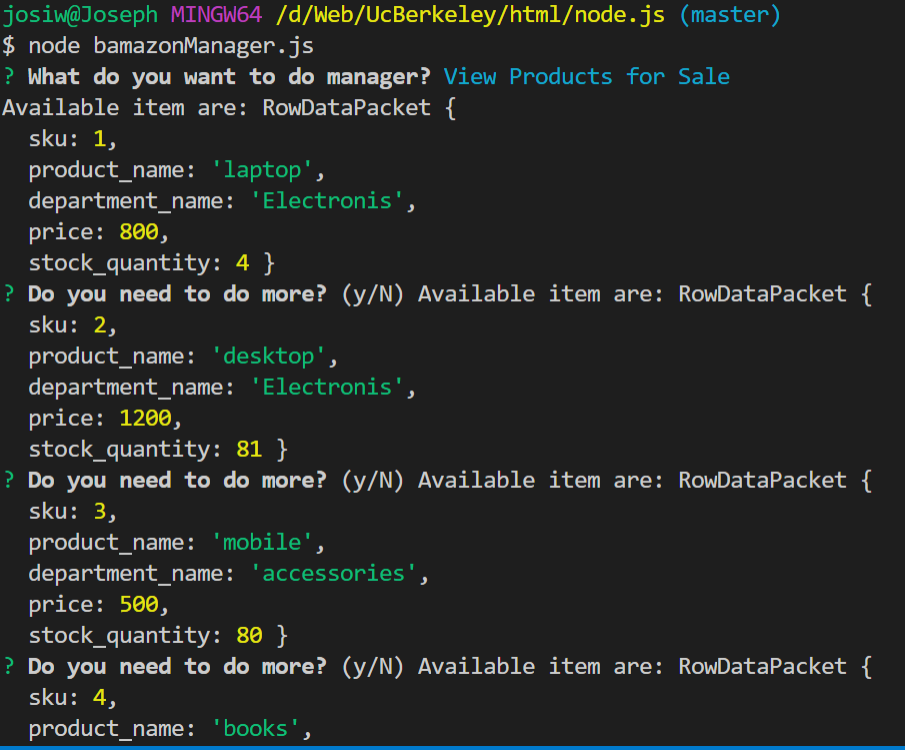 josiw@Joseph MINGW64 /d/Web/UcBerkeley/html/node.js (master)
$ node bamazonManager.js
? What do you want to do manager? View Products for Sale
Available item are: RowDataPacket {
  sku: 1,
  product_name: 'laptop',
  department_name: 'Electronis',
  price: 800,
  stock_quantity: 4 }
? Do you need to do more? (y/N) Available item are: RowDataPacket {
  sku: 2,
  product_name: 'desktop',
  department_name: 'Electronis',
  price: 1200,
  stock_quantity: 81 }
? Do you need to do more? (y/N) Available item are: RowDataPacket {
  sku: 3,
  product_name: 'mobile',
  department_name: 'accessories',
  price: 500,
  stock_quantity: 80 }
? Do you need to do more? (y/N) Available item are: RowDataPacket {
  sku: 4,
  product_name: 'books',